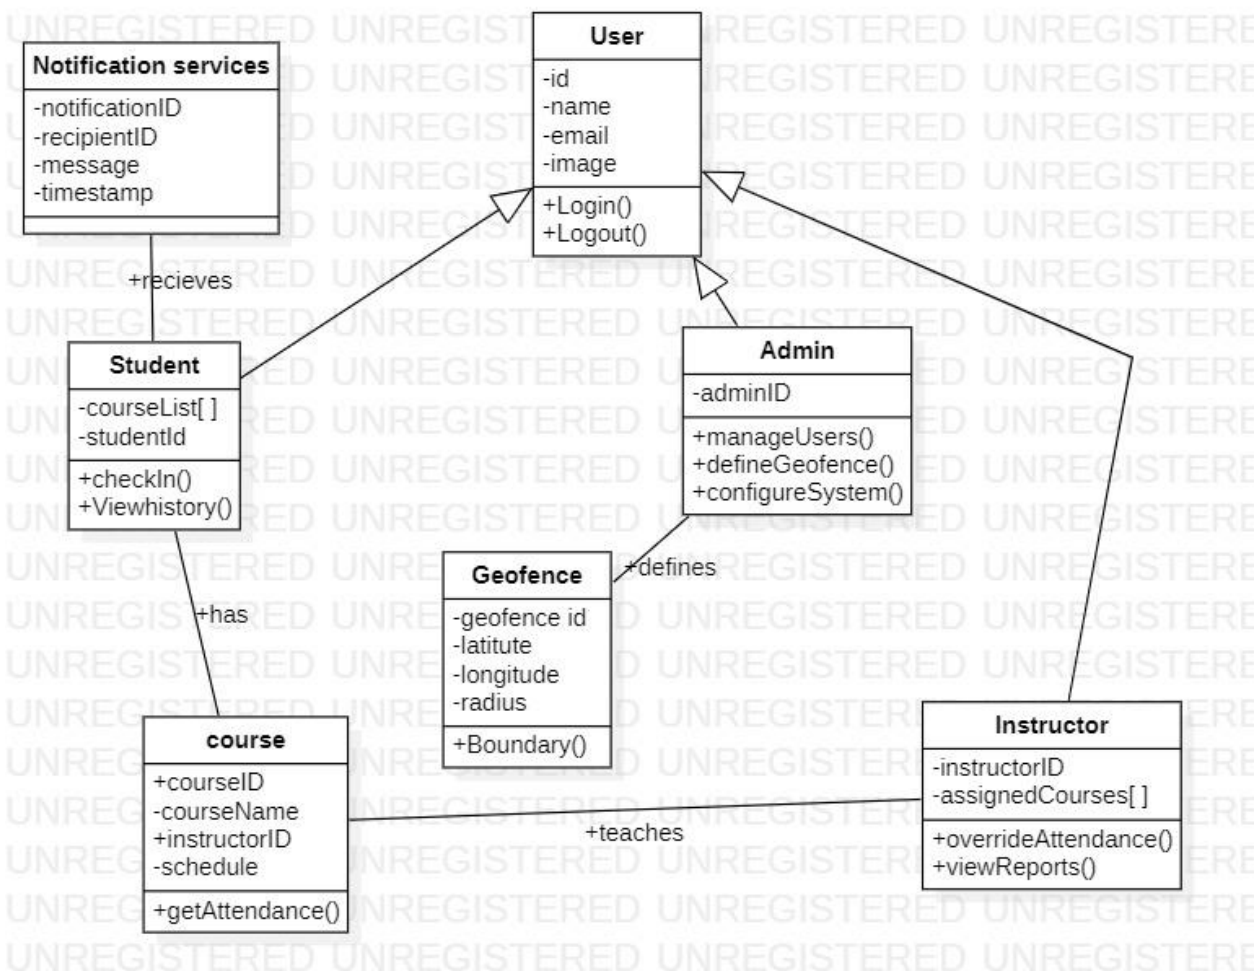 Notification services
-notificationID
-recipientID
-message
-timestamp
User
-id
-name
-email
-image
+Login()
+Logout()
+recieves
Student
-courseList[ ]
-studentId
+checkIn()
+Viewhistory()
Admin
-adminID
+manageUsers()
+defineGeofence()
+configureSystem()
+defines
Geofence
-geofence id
-latitute
-longitude
-radius
+Boundary()
+has
course
+courseID
-courseName
+instructorID
-schedule
+getAttendance()
+teaches
Instructor
-instructorID
-assignedCourses[ ]
+overrideAttendance()
+viewReports()
UNREGISTERED